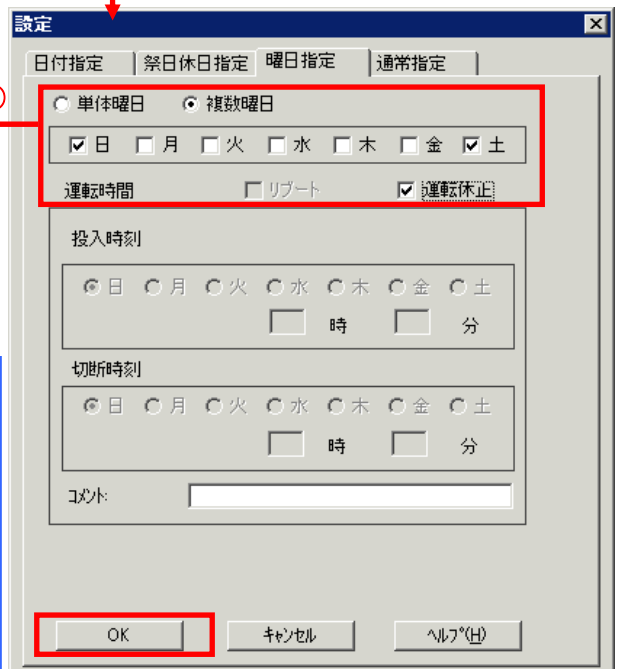 設定
日付指定 祭日休日指定 曜日指定 通常指定
単体曜日 複数曜日
日 月 火 水 木 金 土
運転時間 リブート 運転休止
投入時刻
日 月 火 水 木 金 土
時 分
切断時刻
日 月 火 水 木 金 土
時 分
コメント:
OK キャンセル ヘルプ(H)